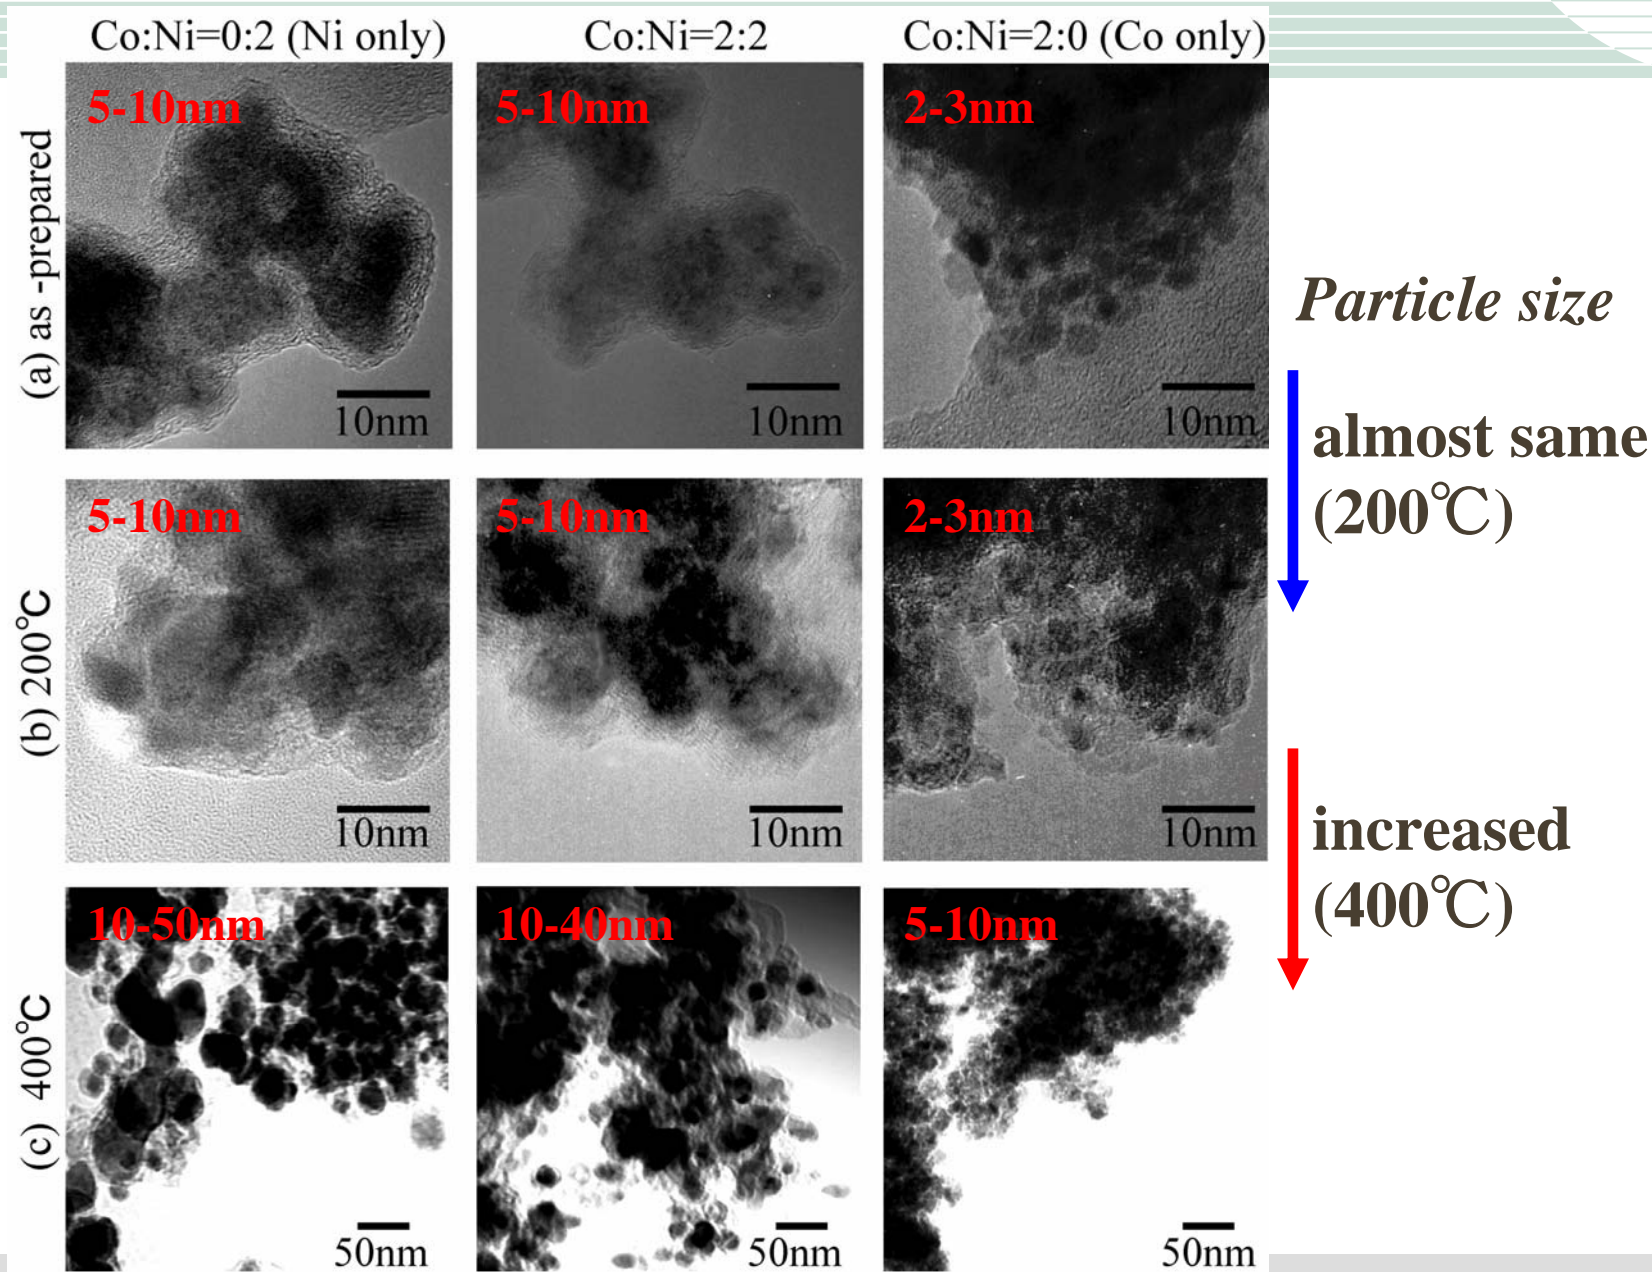 Co:Ni=0:2 (Ni only)
Co:Ni=2:2
Co:Ni=2:0 (Co only)
(a) as -prepared
5-10nm
10nm
5-10nm
10nm
2-3nm
10nm
Particle size
almost same
(200℃)
(b) 200℃
5-10nm
10nm
5-10nm
10nm
2-3nm
10nm
increased
(400℃)
(c) 400℃
10-50nm
50nm
10-40nm
50nm
5-10nm
50nm